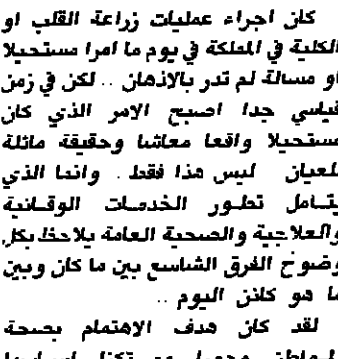 كان اجراء عمليات زراعة القلب او
الكلية في المملكة في يوم ما امرا مستحيلا
او مسالة لم تدر بالاذهان .. لكن في زمن
قياسي جدا اصبح الامر الذي كان
مستحيلا واقعا معاشا وحقيقة ماثلة
للعيان ليس هذا فقط . وانما الذي
يتامل تطور الخدمات الوقائية
والعلاجية والصحية العامة يلاحظ بكل
وضوح الفرق الشاسع بين ما كان وبين
ما هو كائن اليوم ..
لقد كان هدف الاهتمام بصحة